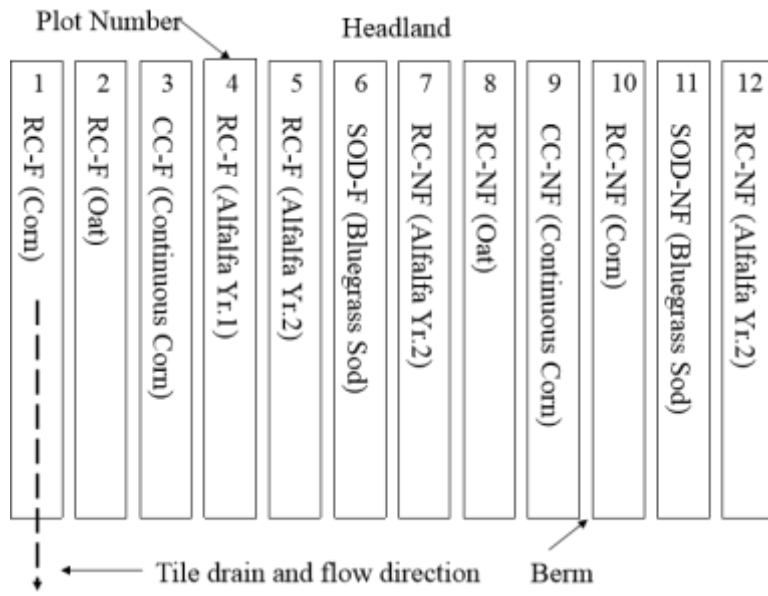 Plot Number
Headland
1 RC-F (Corn)
2 RC-F (Oat)
3 CC-F (Continuous Corn)
4 RC-F (Alfalfa Yr.1)
5 RC-F (Alfalfa Yr.2)
6 SOD-F (Bluegrass Sod)
7 RC-NF (Alfalfa Yr.2)
8 RC-NF (Oat)
9 CC-NF (Continuous Corn)
10 RC-NF (Corn)
11 SOD-NF (Bluegrass Sod)
12 RC-NF (Alfalfa Yr.2)
Tile drain and flow direction
Berm